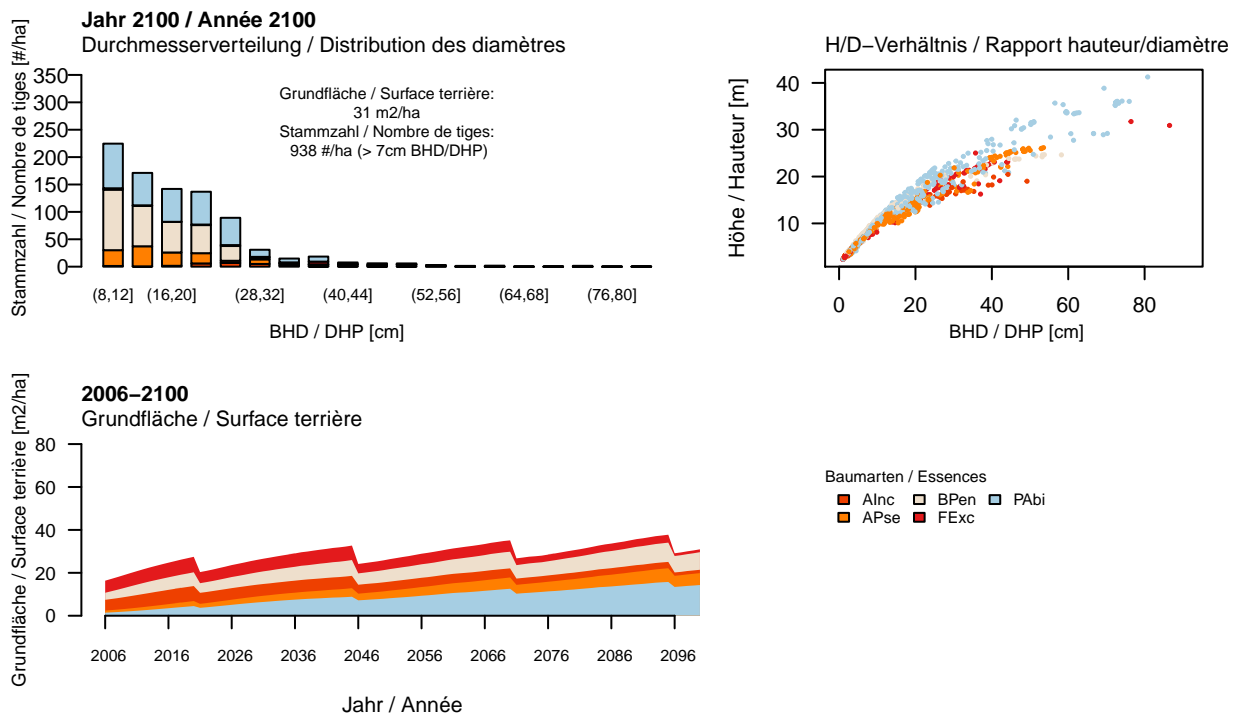 Jahr 2100 / Année 2100
Durchmesserverteilung / Distribution des diamètres
Stammzahl / Nombre de tiges [#/ha]
350
300
250
200
150
100
50
0
Grundfläche / Surface terrière:
31 m2/ha
Stammzahl / Nombre de tiges:
938 #/ha (> 7cm BHD/DHP)
(8,12] (16,20] (28,32] (40,44] (52,56] (64,68] (76,80]
BHD / DHP [cm]
H/D−Verhältnis / Rapport hauteur/diamètre
Höhe / Hauteur [m]
40
30
20
10
0 20 40 60 80
BHD / DHP [cm]
2006−2100
Grundfläche / Surface terrière
Grundfläche / Surface terrière [m2/ha]
80
60
40
20
0
2006 2016 2026 2036 2046 2056 2066 2076 2086 2096
Jahr / Année
Baumarten / Essences
AInc BPen PAbi
APse FExc